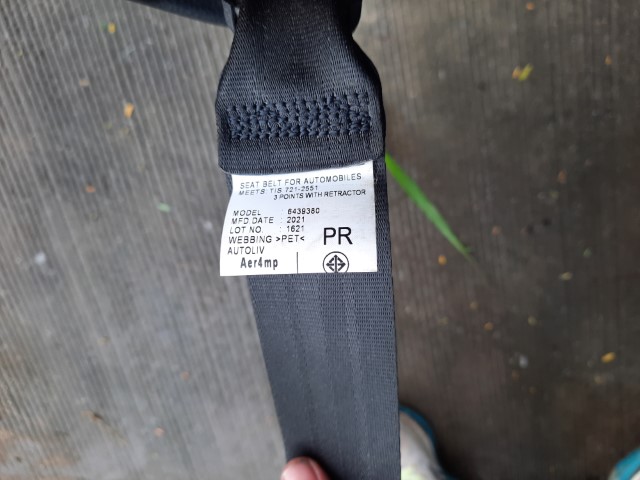 SEAT BELT FOR AUTOMOBILES
MEETS: TIS 721-2551
3 POINTS WITH RETRACTOR
MODEL : 6439380
MFD.DATE : 2021
LOT NO. : 1621
WEBBING >PET<
PR
AUTOLIV
Aer4mp